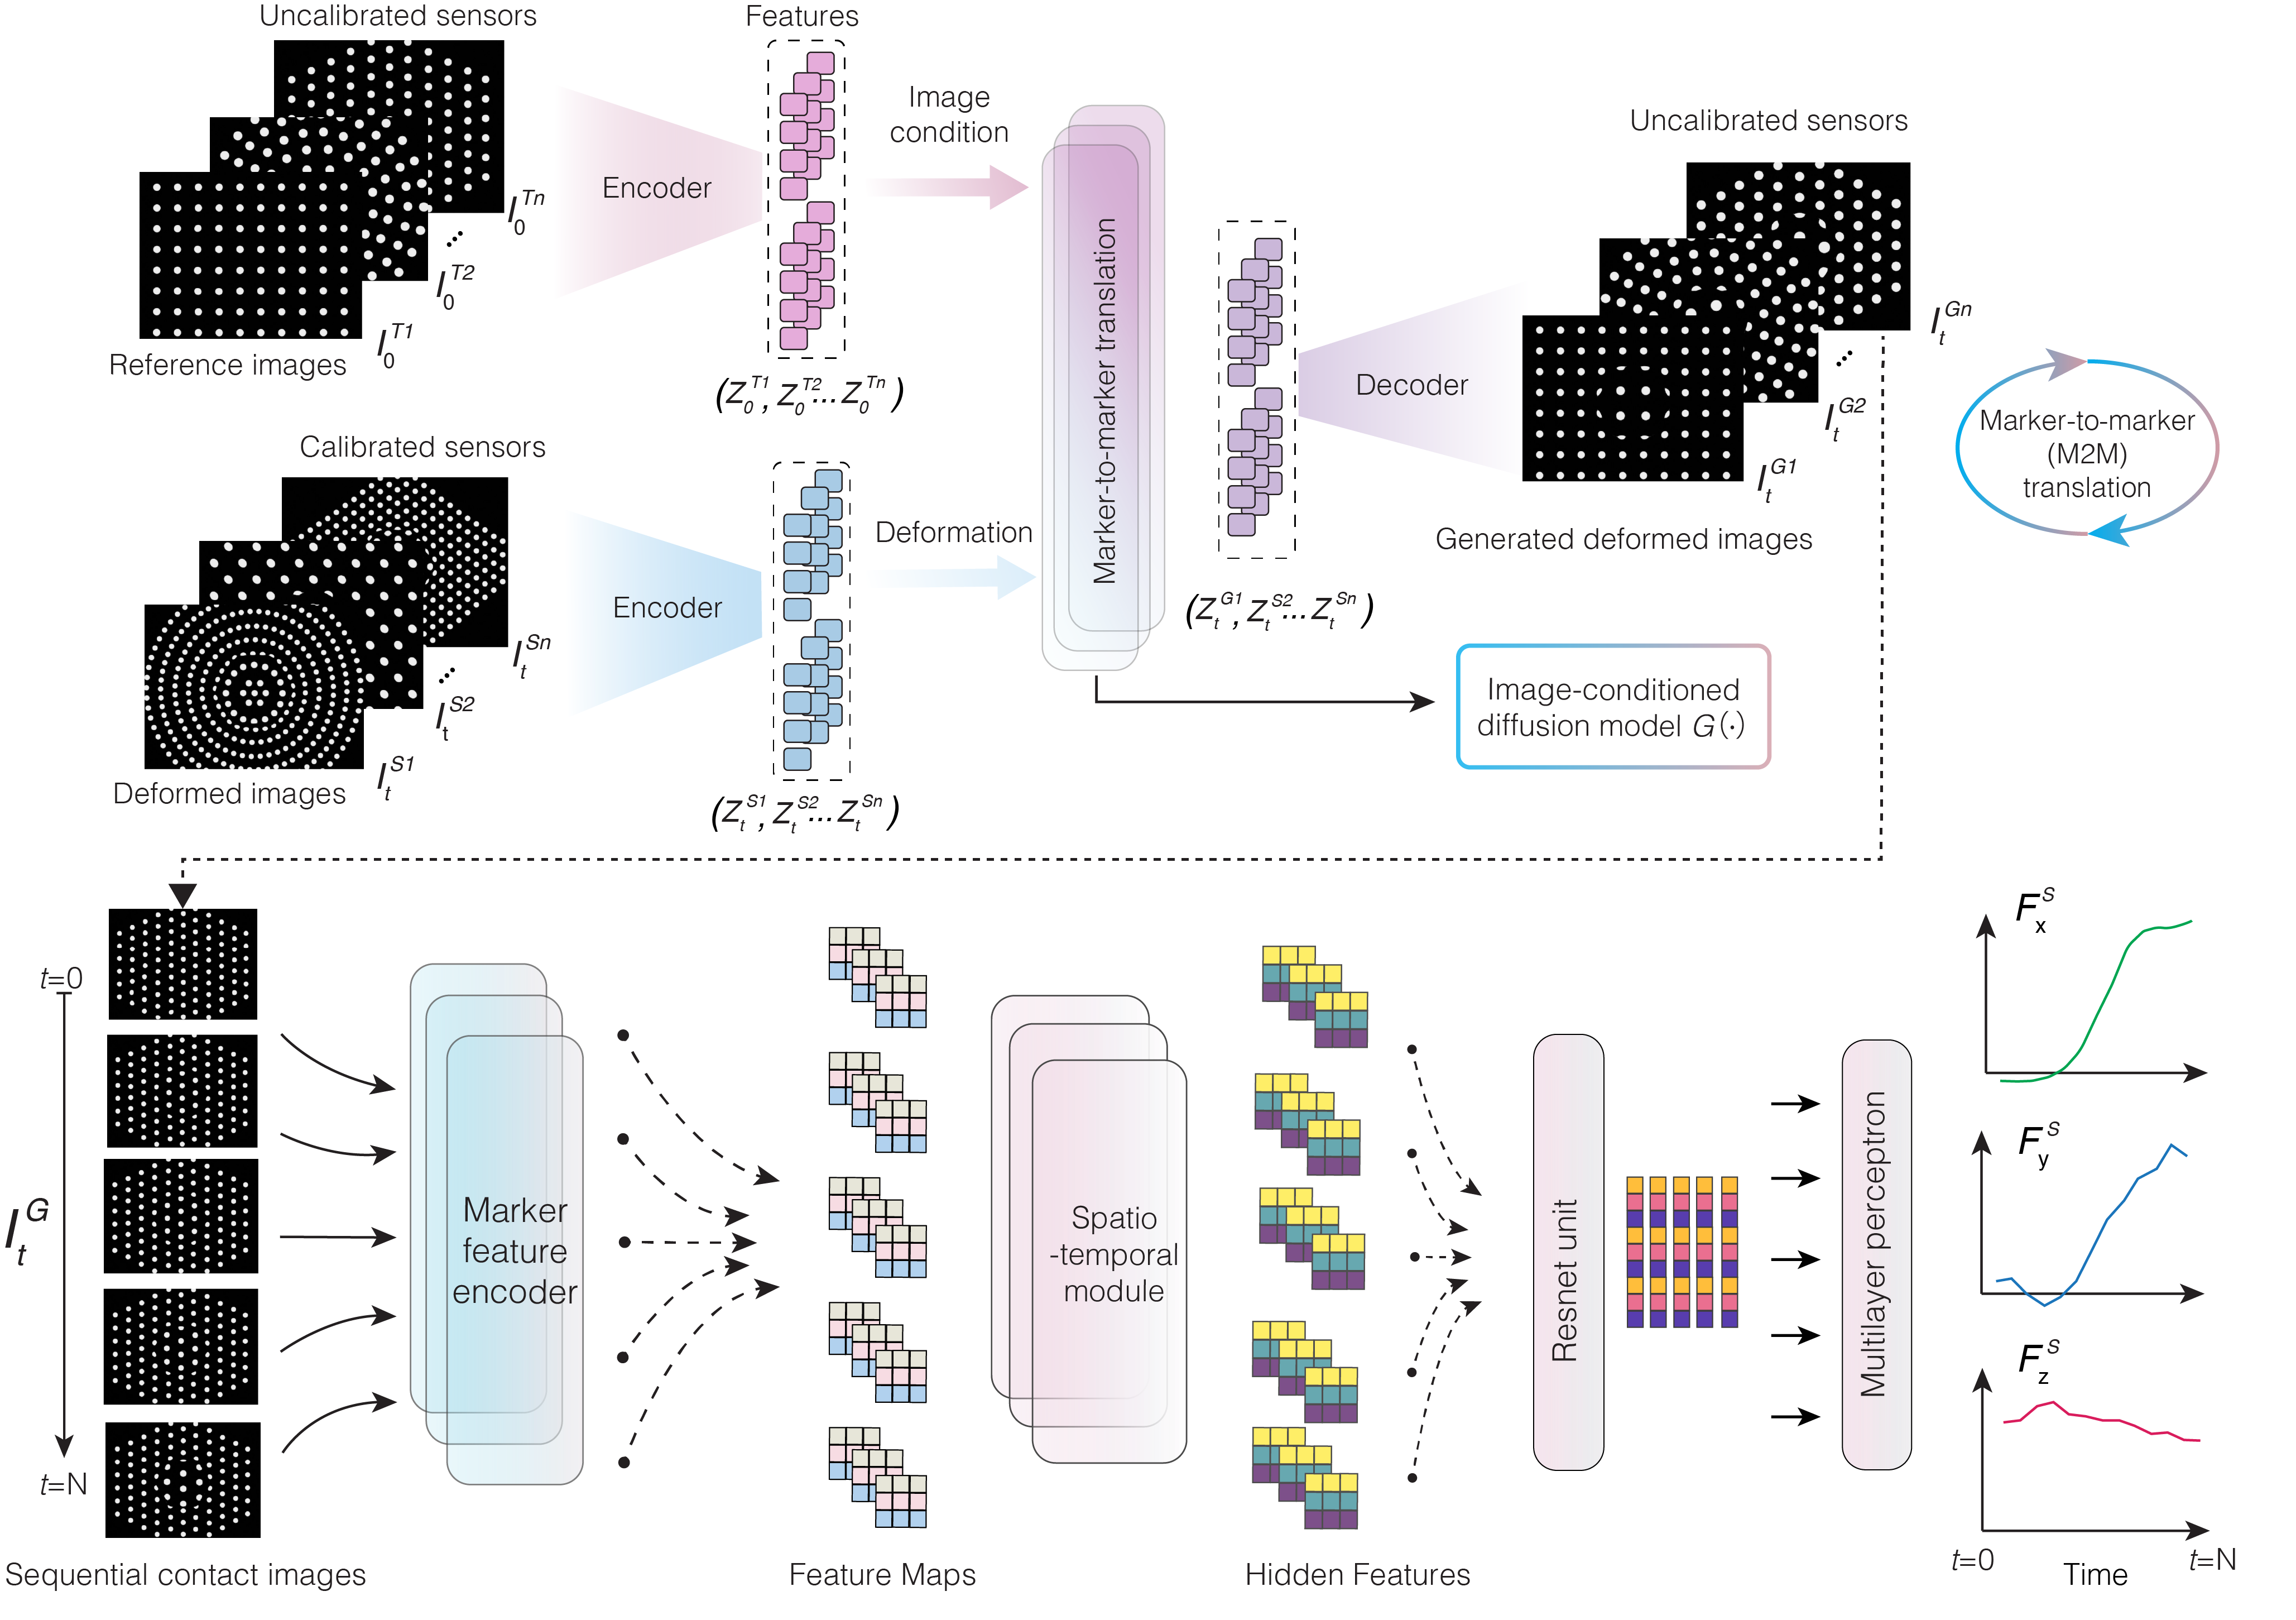 Uncalibrated sensors
Features
Image
condition
Encoder
I_0^{Tn}
I_0^{T2}
I_0^{T1}
Reference images
(Z_0^{T1}, Z_0^{T2}...Z_0^{Tn})
Marker-to-marker translation
Uncalibrated sensors
Decoder
I_t^{Gn}
I_t^{G2}
I_t^{G1}
Generated deformed images
Marker-to-marker
(M2M)
translation
Calibrated sensors
Encoder
Deformation
I_t^{Sn}
I_t^{S2}
I_t^{S1}
Deformed images
(Z_t^{S1}, Z_t^{S2}...Z_t^{Sn})
(Z_t^{G1}, Z_t^{S2}...Z_t^{Sn})
Image-conditioned
diffusion model G(·)
t=0
I_t^G
t=N
Sequential contact images
Marker
feature
encoder
Feature Maps
Spatio
-temporal
module
Hidden Features
Resnet unit
Multilayer perceptron
F_x^S
F_y^S
F_z^S
t=0
Time
t=N